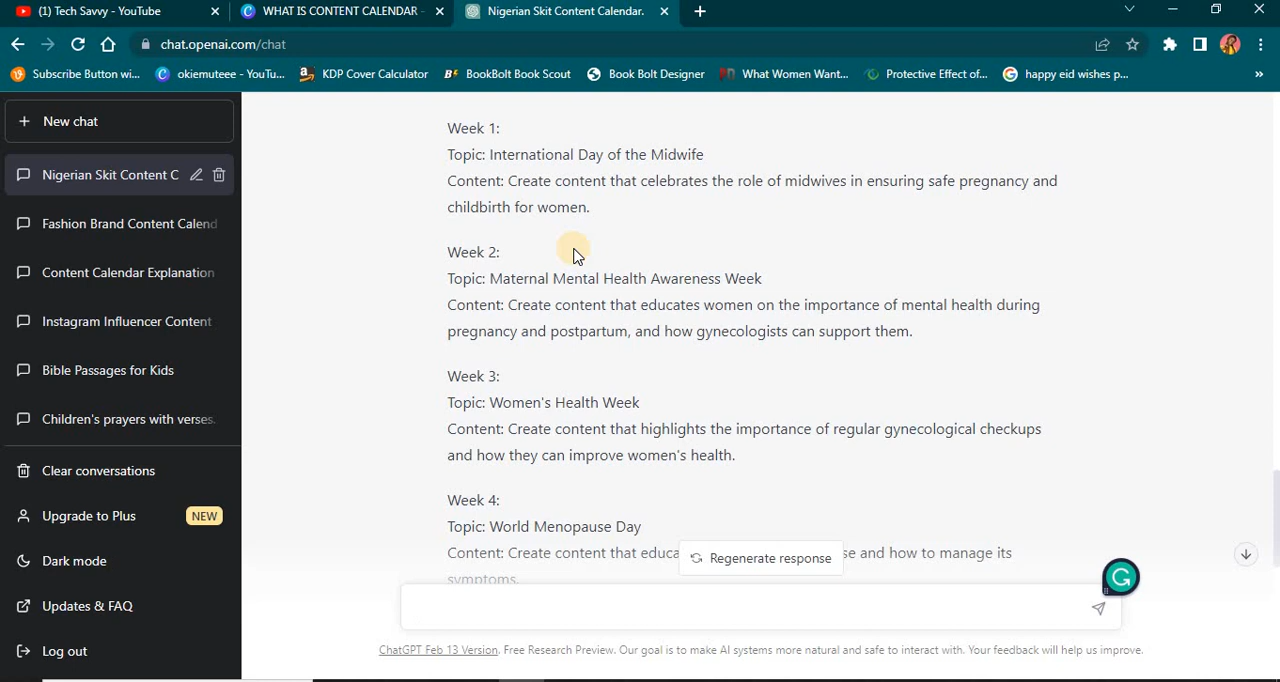 (1) Tech Savvy - YouTube
WHAT IS CONTENT CALENDAR -
Nigerian Skit Content Calendar.
chat.openai.com/chat
Subscribe Button wi...
okiemuteee - YouTu...
KDP Cover Calculator
BookBolt Book Scout
Book Bolt Designer
What Women Want...
Protective Effect of...
happy eid wishes p...
New chat
Nigerian Skit Content C
Fashion Brand Content Calend
Content Calendar Explanation
Instagram Influencer Content
Bible Passages for Kids
Children's prayers with verses.
Clear conversations
Upgrade to Plus NEW
Dark mode
Updates & FAQ
Log out
Week 1:
Topic: International Day of the Midwife
Content: Create content that celebrates the role of midwives in ensuring safe pregnancy and
childbirth for women.
Week 2:
Topic: Maternal Mental Health Awareness Week
Content: Create content that educates women on the importance of mental health during
pregnancy and postpartum, and how gynecologists can support them.
Week 3:
Topic: Women's Health Week
Content: Create content that highlights the importance of regular gynecological checkups
and how they can improve women's health.
Week 4:
Topic: World Menopause Day
Content: Create content that educa se and how to manage its
symptoms.
Regenerate response
ChatGPT Feb 13 Version. Free Research Preview. Our goal is to make AI systems more natural and safe to interact with. Your feedback will help us improve.